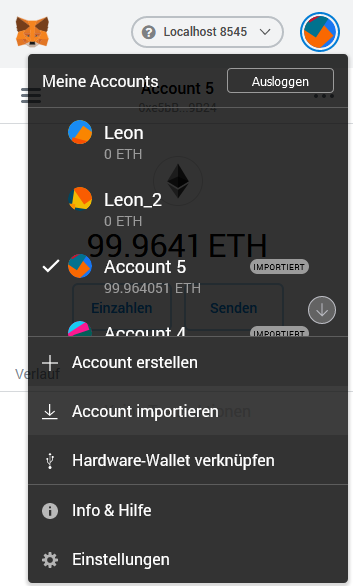 Localhost 8545
Meine Accounts
Ausloggen
Account 5
Leon
0 ETH
Leon_2
0 ETH
99.9641 ETH
Account 5
IMPORTIERT
99.964051 ETH
Einzahlen
Senden
Account 4
IMPORTIERT
Verlauf
Account erstellen
Account importieren
Hardware-Wallet verknüpfen
Info & Hilfe
Einstellungen